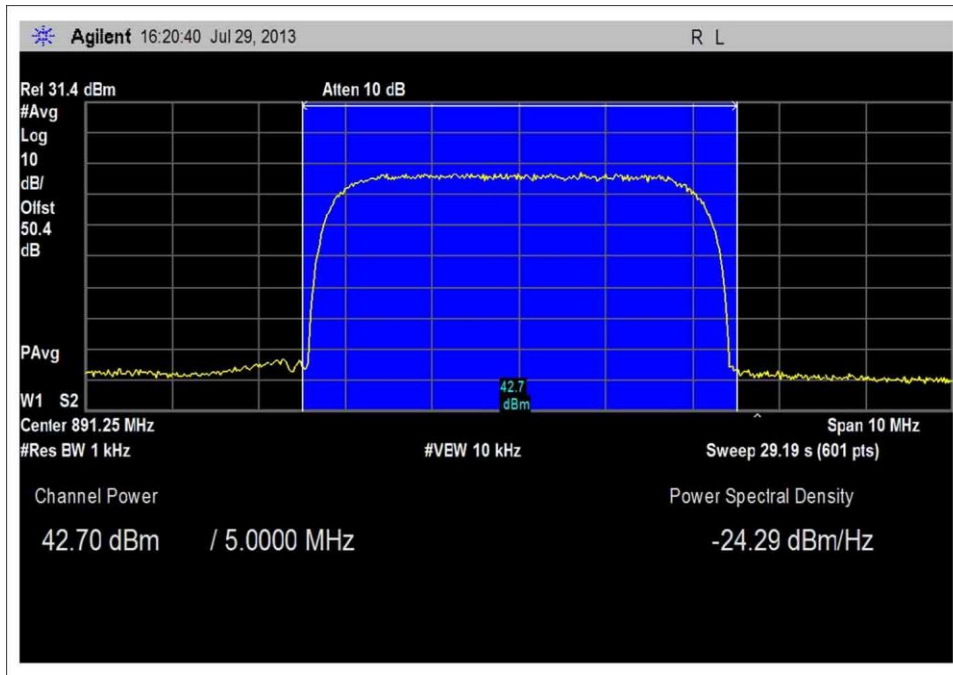 Agilent 16:20:40 Jul 29, 2013 R L
Rel 31.4 dBm Atten 10 dB
#Avg
Log
10
dB/
Offst
50.4
dB
PAvg
42.7
dBm
W1 S2
Center 891.25 MHz Span 10 MHz
#Res BW 1 kHz #VBW 10 kHz Sweep 29.19 s (601 pts)
Channel Power Power Spectral Density
42.70 dBm / 5.0000 MHz -24.29 dBm/Hz